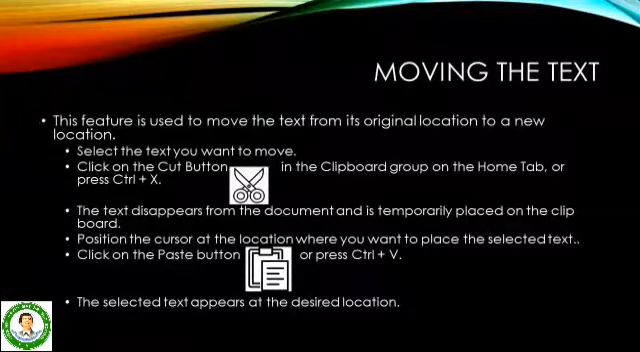 MOVING THE TEXT
• This feature is used to move the text from its original location to a new
location.
• Select the text you want to move.
• Click on the Cut Button in the Clipboard group on the Home Tab, or
press Ctrl + X.
• The text disappears from the document and is temporarily placed on the clip
board.
• Position the cursor at the location where you want to place the selected text..
• Click on the Paste button or press Ctrl + V.
• The selected text appears at the desired location.